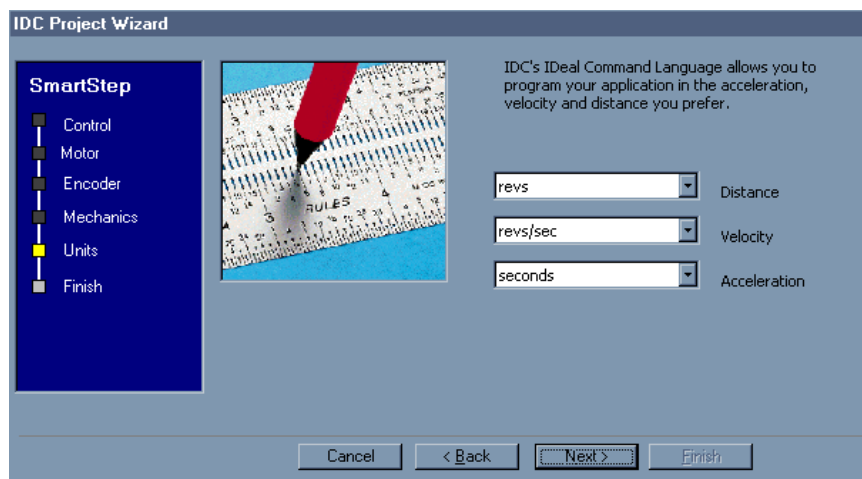 IDC Project Wizard
SmartStep
Control
Motor
Encoder
Mechanics
Units
Finish
RULES
IDC's IDeal Command Language allows you to
program your application in the acceleration,
velocity and distance you prefer.
revs
Distance
revs/sec
Velocity
seconds
Acceleration
Cancel
< Back
Next >
Finish